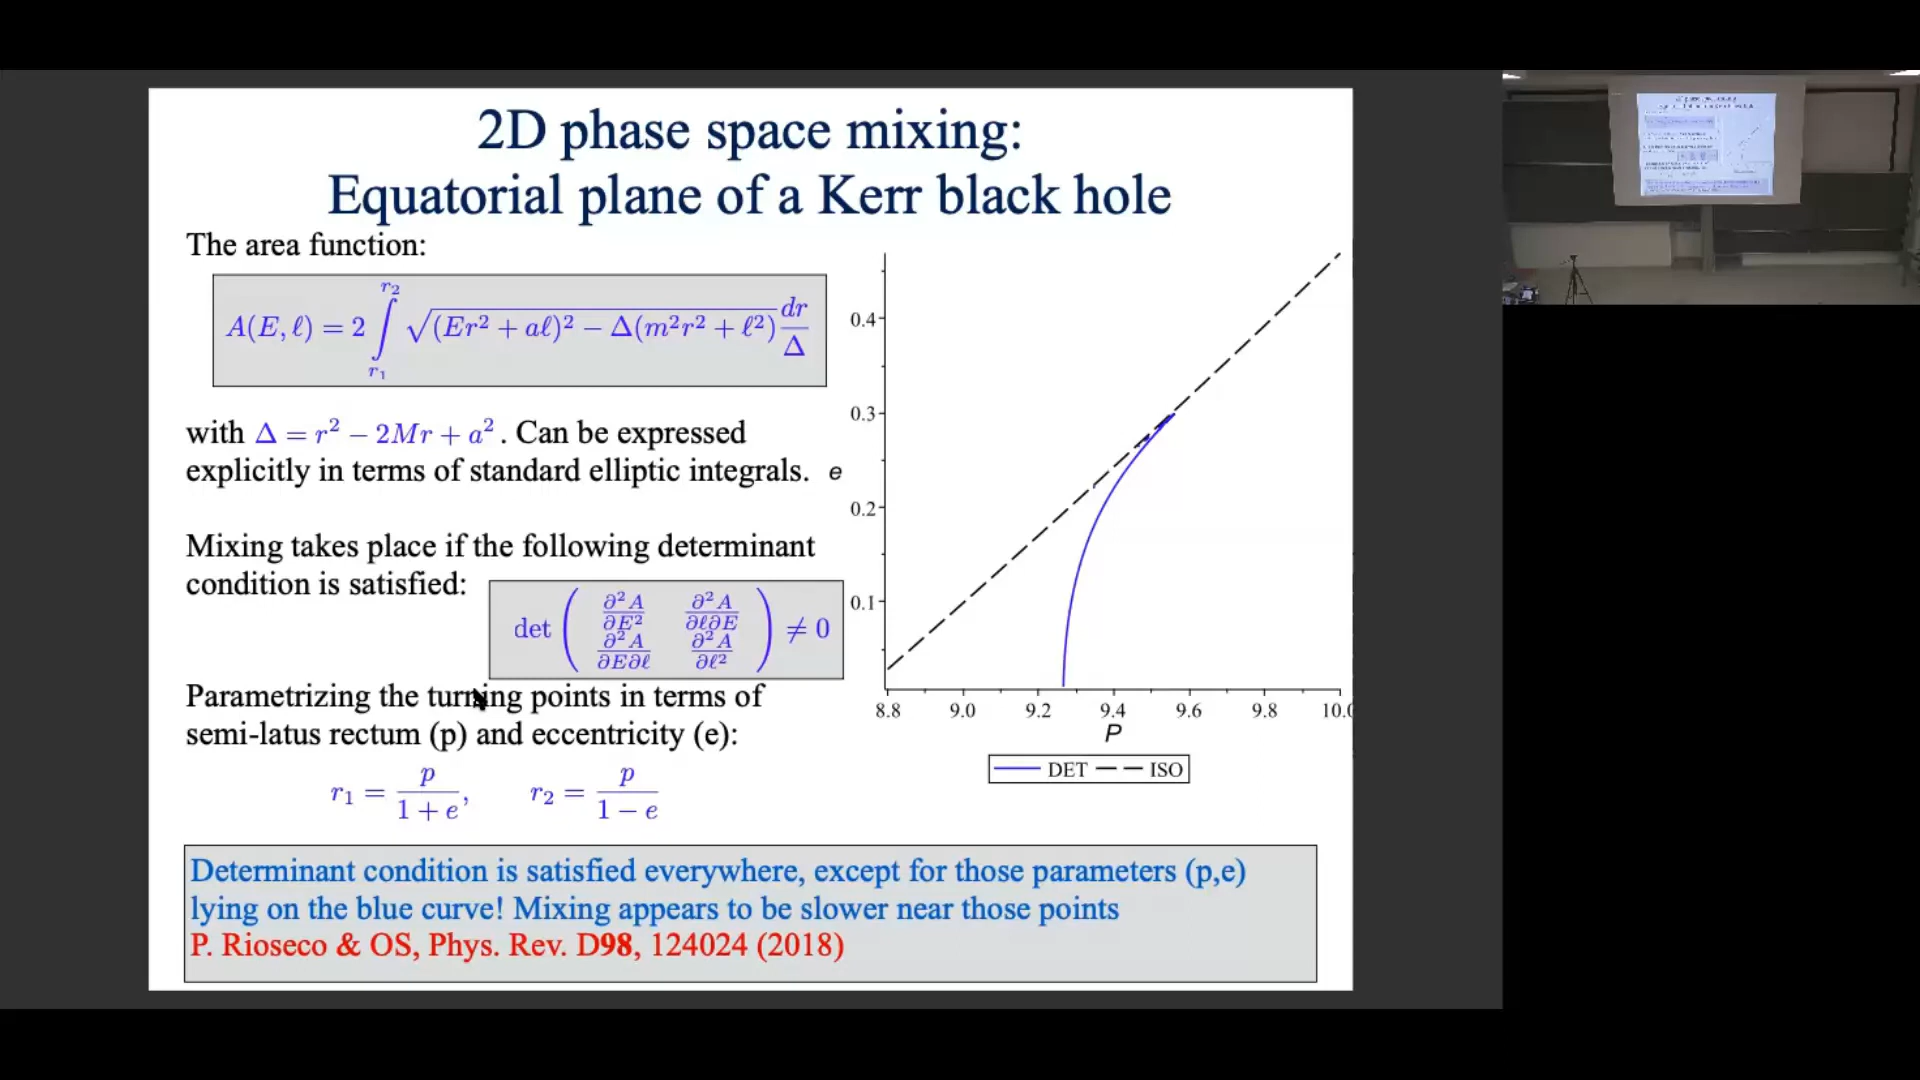 2D phase space mixing:
Equatorial plane of a Kerr black hole
The area function:
A(E, ℓ) = 2 ∫_{r₁}^{r₂} √((Er² + aℓ)² − Δ(m²r² + ℓ²)) dr/Δ
with Δ = r² − 2Mr + a². Can be expressed
explicitly in terms of standard elliptic integrals.
Mixing takes place if the following determinant
condition is satisfied:
det ( ∂²A/∂E² ∂²A/∂ℓ∂E
∂²A/∂E∂ℓ ∂²A/∂ℓ² ) ≠ 0
Parametrizing the turning points in terms of
semi-latus rectum (p) and eccentricity (e):
r₁ = p/(1 + e), r₂ = p/(1 − e)
0.4
0.3
e
0.2
0.1
8.8 9.0 9.2 9.4 9.6 9.8 10.0
P
DET ISO
Determinant condition is satisfied everywhere, except for those parameters (p,e)
lying on the blue curve! Mixing appears to be slower near those points
P. Rioseco & OS, Phys. Rev. D98, 124024 (2018)